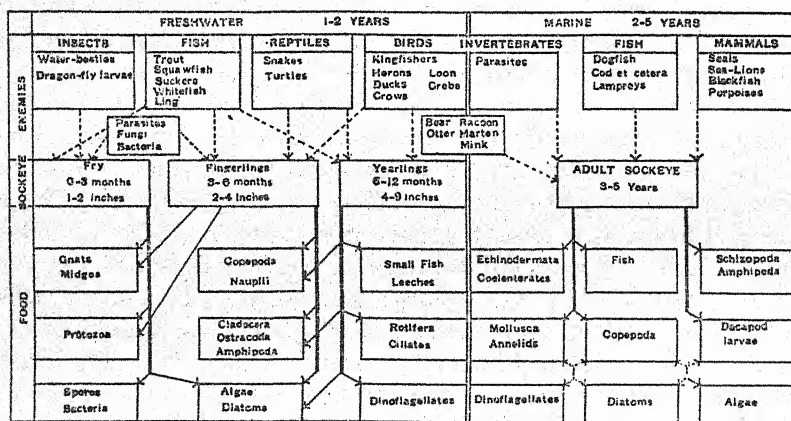 FRESHWATER 1-2 YEARS MARINE 2-5 YEARS
ENEMIES
INSECTS
Water-beetles
Dragon-fly larvae
FISH
Trout
Squawfish
Suckers
Whitefish
Ling
REPTILES
Snakes
Turtles
BIRDS
Kingfishers
Herons Loon
Ducks Grebe
Crows
INVERTEBRATES
Parasites
FISH
Dogfish
Cod et cetera
Lampreys
MAMMALS
Seals
Sea-Lions
Blackfish
Porpoises
Parasites
Fungi
Bacteria
Bear Racoon
Otter Marten
Mink
SOCKEYE
Fry
0-3 months
1-2 inches
Fingerlings
3-6 months
2-4 inches
Yearlings
6-12 months
4-9 inches
ADULT SOCKEYE
3-5 Years
FOOD
Gnats
Midges
Copepoda
Nauplii
Small Fish
Leeches
Echinodermata
Coelenterates
Fish
Schizopoda
Amphipoda
Protozoa
Cladocera
Ostracoda
Amphipoda
Rotifera
Ciliates
Mollusca
Annelids
Copepoda
Decapod
larvae
Spores
Bacteria
Algae
Diatoms
Dinoflagellates
Dinoflagellates
Diatoms
Algae